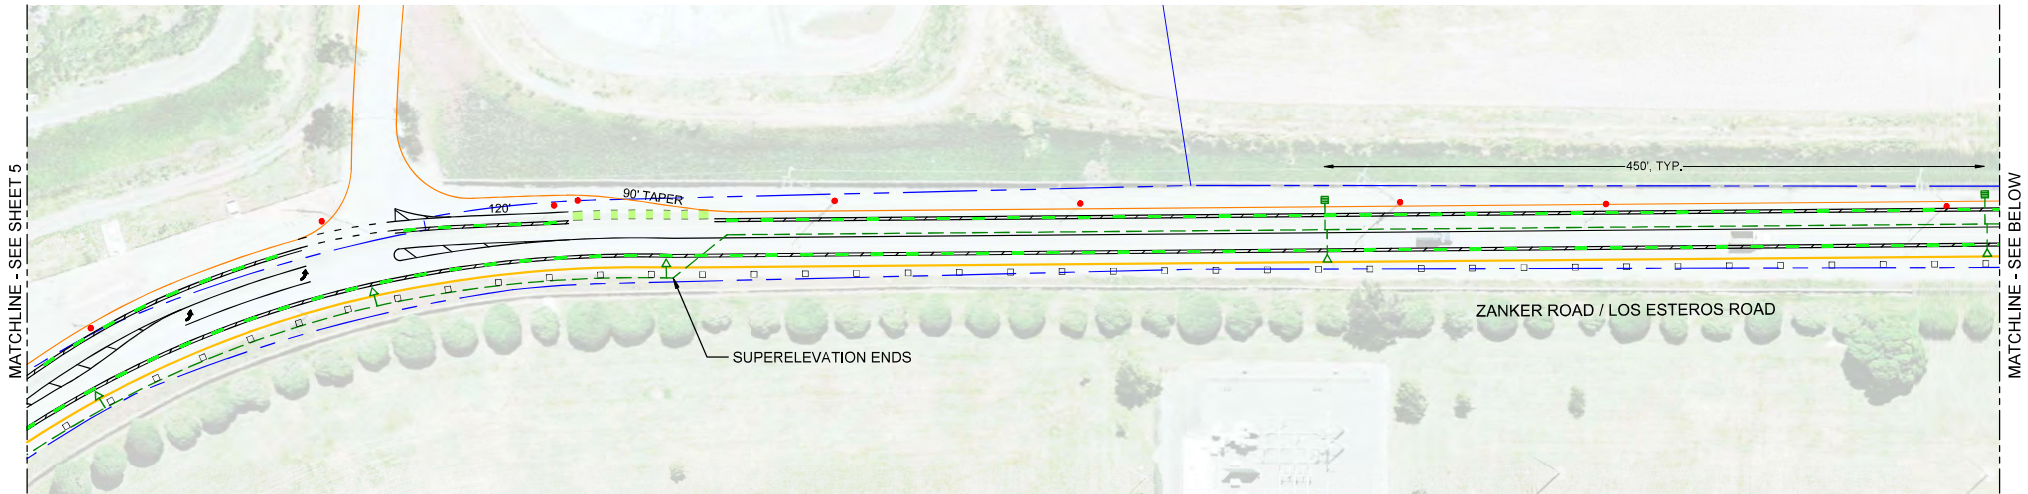 MATCHLINE - SEE SHEET 5
120'
90' TAPER
450', TYP.
SUPERELEVATION ENDS
ZANKER ROAD / LOS ESTEROS ROAD
MATCHLINE - SEE BELOW